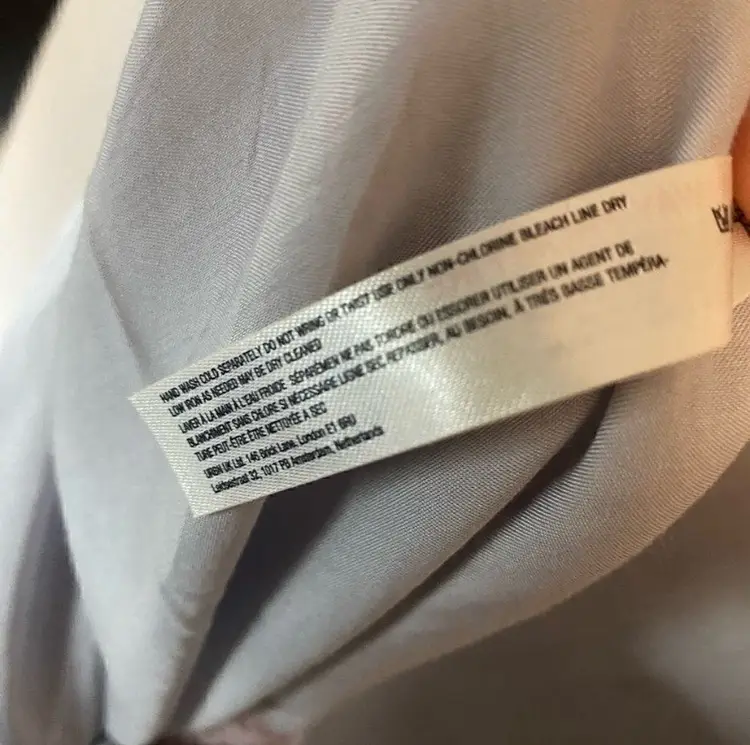 HAND WASH COLD SEPARATELY DO NOT WRING OR TWIST USE ONLY NON-CHLORINE BLEACH LINE DRY
LOW IRON AS NEEDED MAY BE DRY CLEANED
LAVER À LA MAIN À L'EAU FROIDE SÉPARÉMEN NE PAS TORDRE OU ESSORER UTILISER UN AGENT DE
BLANCHIMENT SANS CHLORE SI NÉCESSAIRE LIGNE SEC REPASSER, AU BESOIN, À TRÈS BASSE TEMPÉRA-
TURE PEUT-ÊTRE ÊTRE NETTOYÉE A SEC
URBN UK Ltd. 146 Brick Lane, London E1 6RU
32, 1017 PD Amsterdam, Netherlands